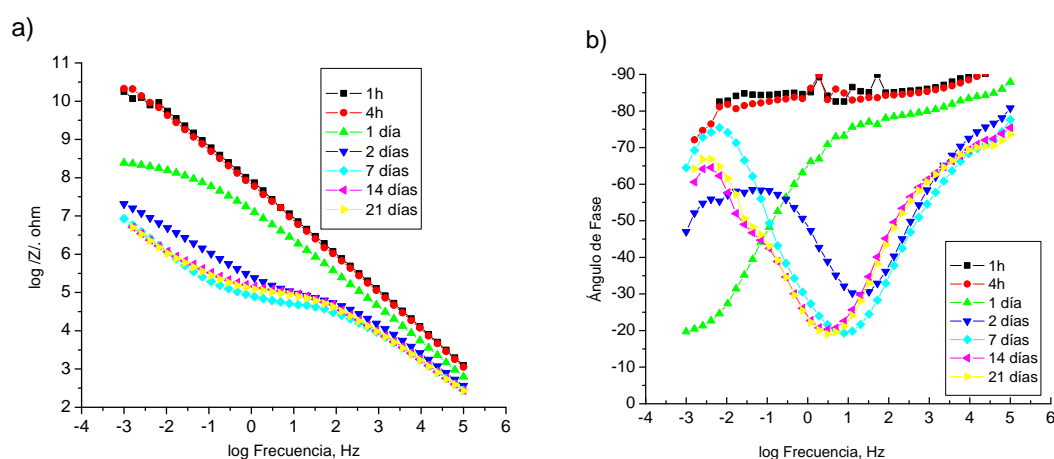 a)
11
10
9
8
7
6
5
4
3
2
log /Z/. ohm
-4 -3 -2 -1 0 1 2 3 4 5 6
log Frecuencia, Hz
1h
4h
1 día
2 días
7 días
14 días
21 días
b)
-90
-80
-70
-60
-50
-40
-30
-20
-10
0
Ángulo de Fase
-4 -3 -2 -1 0 1 2 3 4 5 6
log Frecuencia, Hz
1h
4h
1 día
2 días
7 días
14 días
21 días